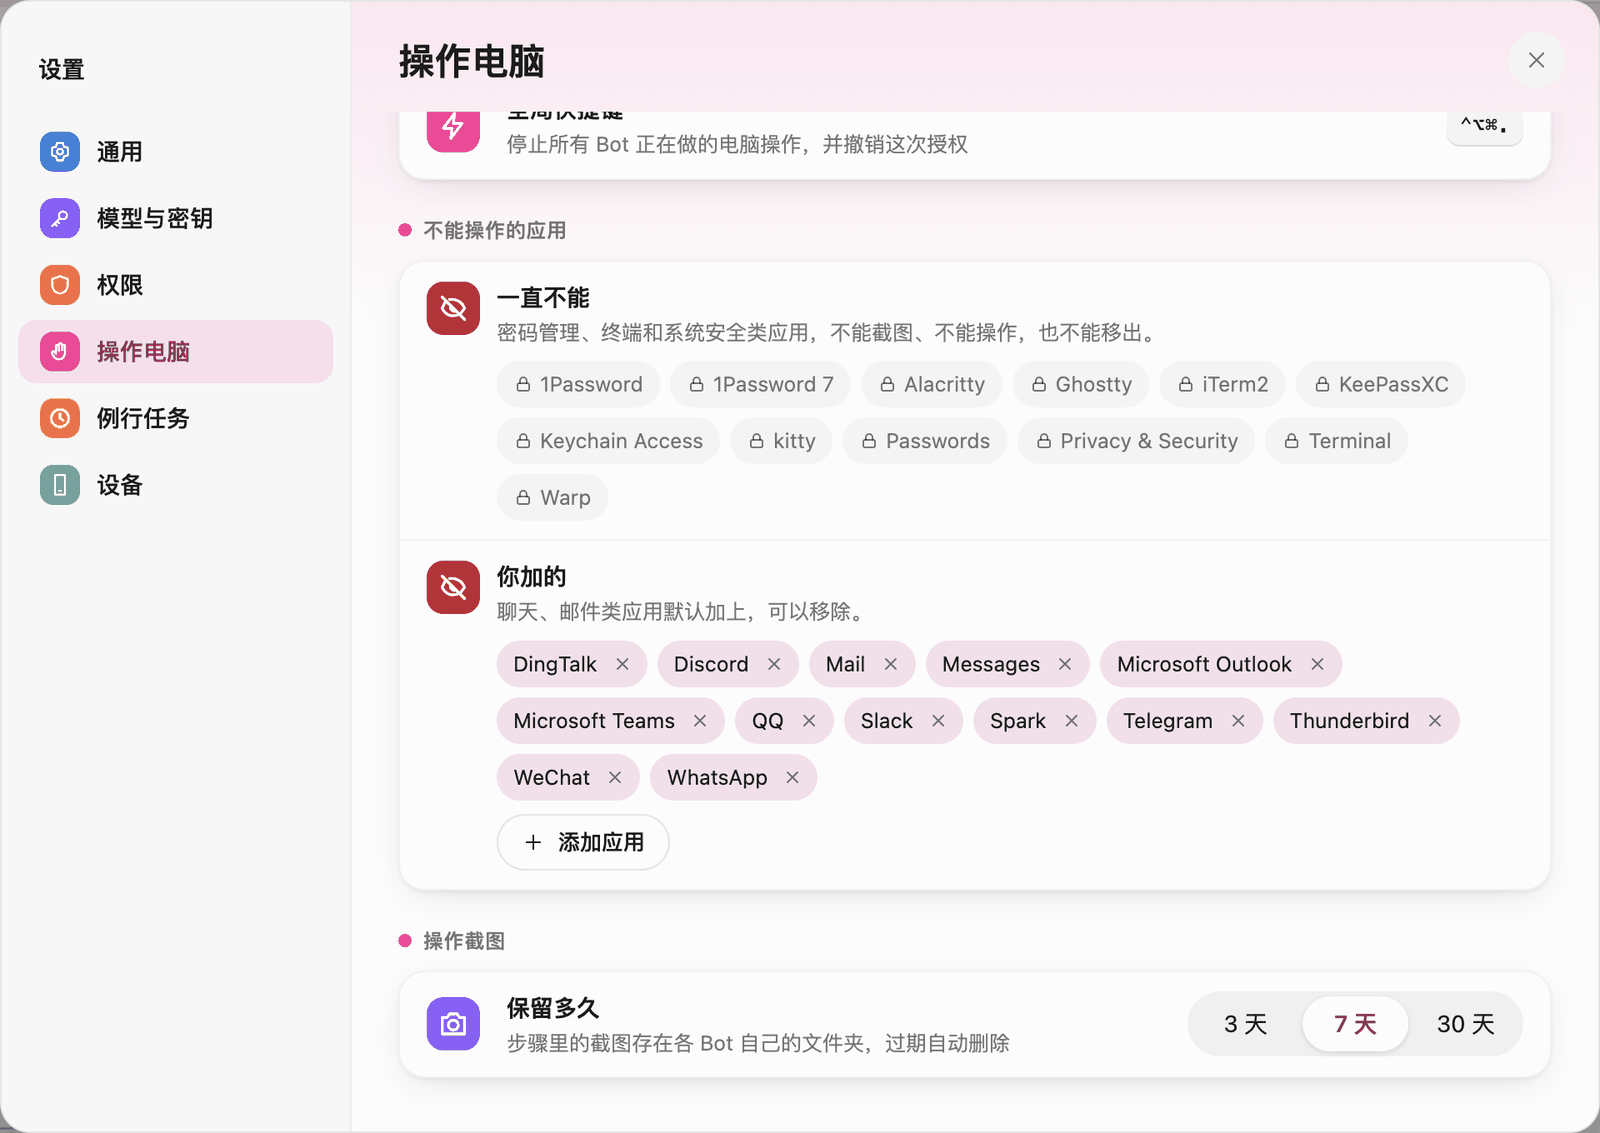 设置
通用
模型与密钥
权限
操作电脑
例行任务
设备
操作电脑
全局快捷键
停止所有 Bot 正在做的电脑操作，并撤销这次授权
^⌥⌘.
不能操作的应用
一直不能
密码管理、终端和系统安全类应用，不能截图、不能操作，也不能移出。
1Password 1Password 7 Alacritty Ghostty iTerm2 KeePassXC
Keychain Access kitty Passwords Privacy & Security Terminal
Warp
你加的
聊天、邮件类应用默认加上，可以移除。
DingTalk Discord Mail Messages Microsoft Outlook
Microsoft Teams QQ Slack Spark Telegram Thunderbird
WeChat WhatsApp
添加应用
操作截图
保留多久
步骤里的截图存在各 Bot 自己的文件夹，过期自动删除
3 天 7 天 30 天